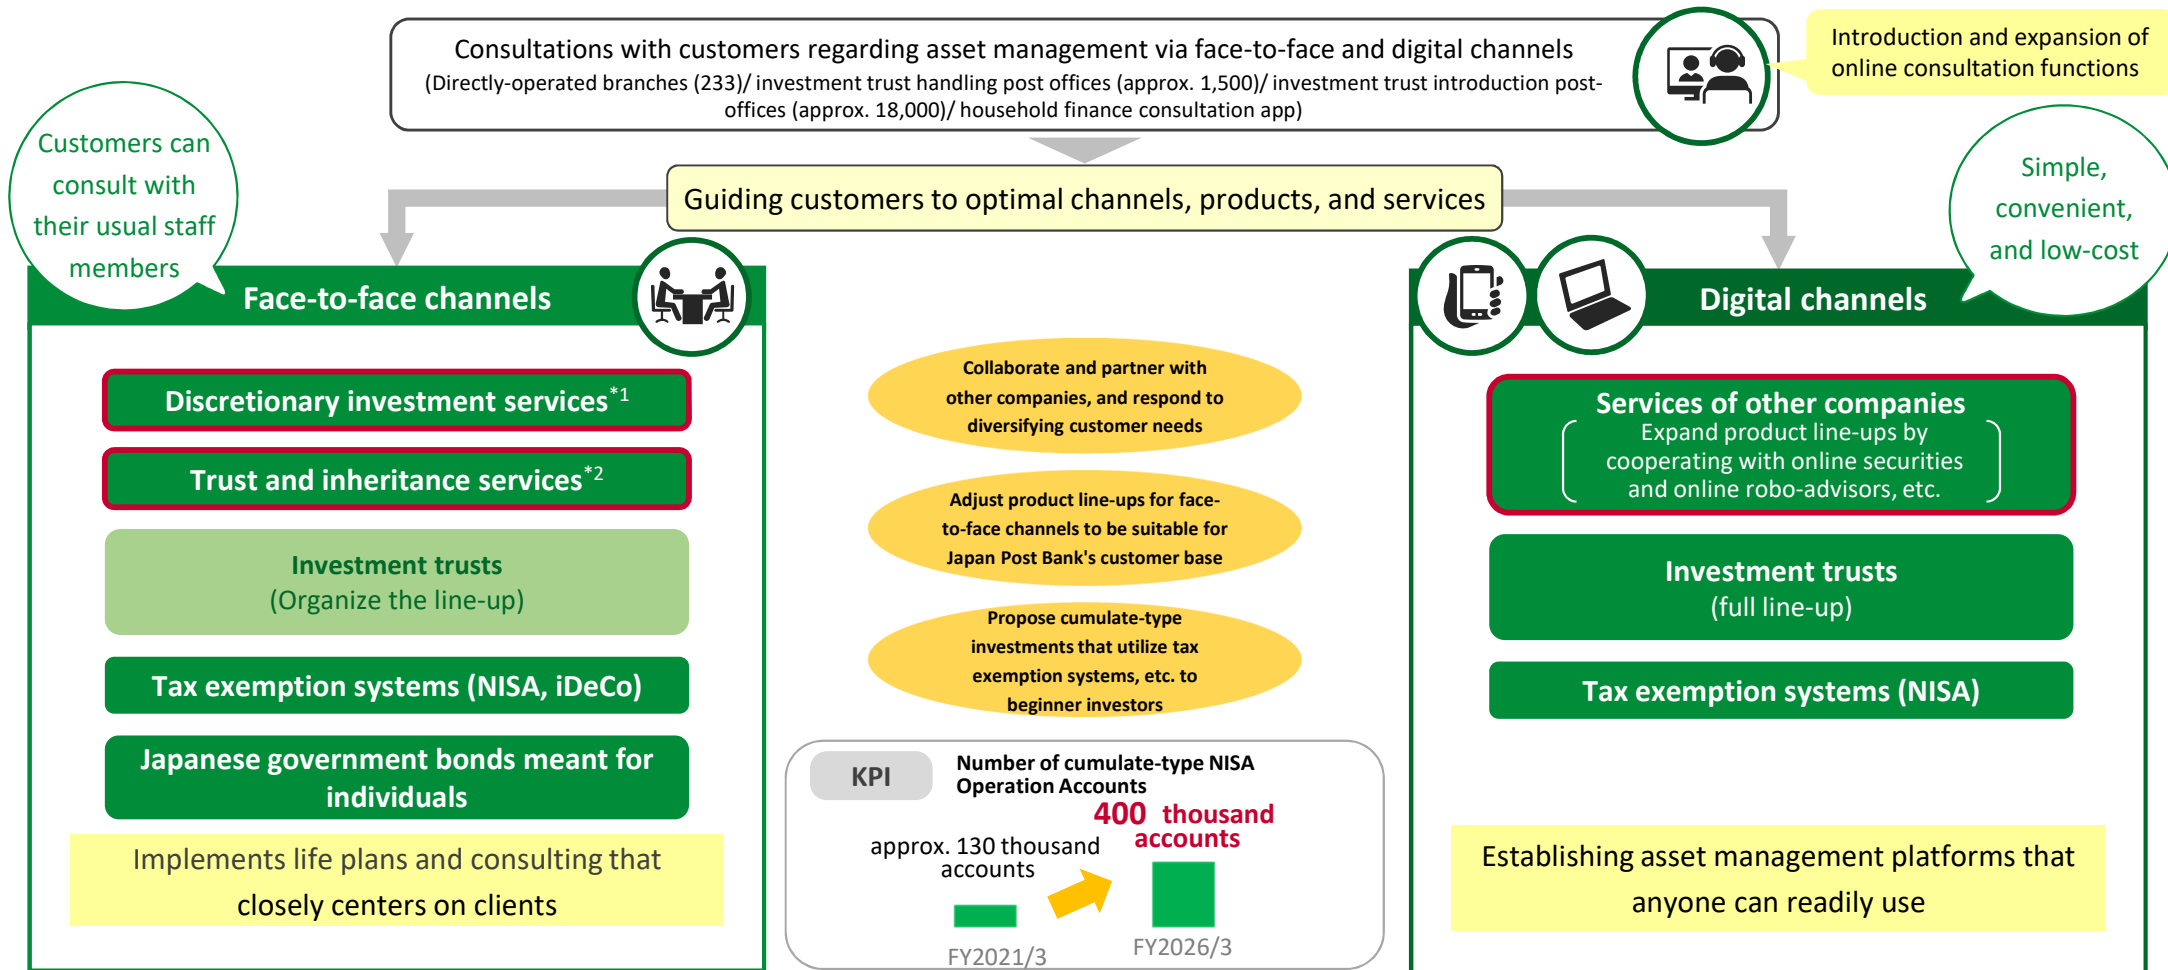 Consultations with customers regarding asset management via face-to-face and digital channels
(Directly-operated branches (233)/ investment trust handling post offices (approx. 1,500)/ investment trust introduction post-
offices (approx. 18,000)/ household finance consultation app)
Introduction and expansion of
online consultation functions
Guiding customers to optimal channels, products, and services
Customers can
consult with
their usual staff
members
Simple,
convenient,
and low-cost
Face-to-face channels
Discretionary investment services*1
Trust and inheritance services*2
Investment trusts
(Organize the line-up)
Tax exemption systems (NISA, iDeCo)
Japanese government bonds meant for
individuals
Implements life plans and consulting that
closely centers on clients
Collaborate and partner with
other companies, and respond to
diversifying customer needs
Adjust product line-ups for face-
to-face channels to be suitable for
Japan Post Bank's customer base
Propose cumulate-type
investments that utilize tax
exemption systems, etc. to
beginner investors
KPI
Number of cumulate-type NISA
Operation Accounts
approx. 130 thousand
accounts
400 thousand
accounts
FY2021/3
FY2026/3
Digital channels
Services of other companies
Expand product line-ups by
cooperating with online securities
and online robo-advisors, etc.
Investment trusts
(full line-up)
Tax exemption systems (NISA)
Establishing asset management platforms that
anyone can readily use